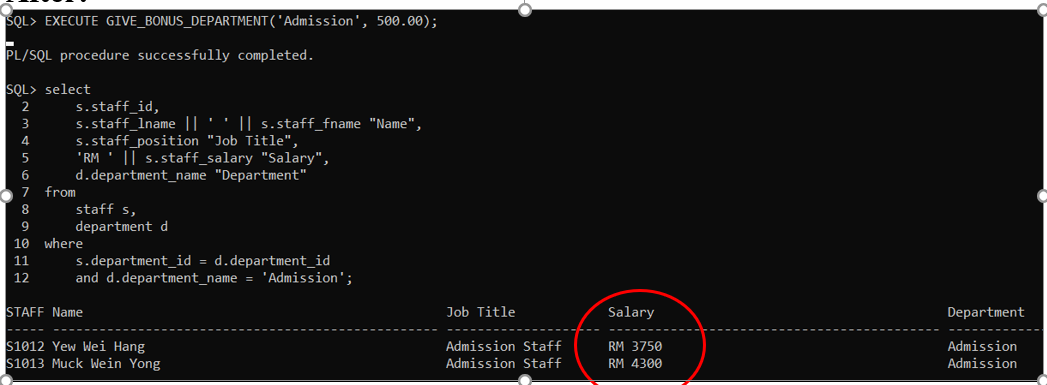 After:
SQL> EXECUTE GIVE_BONUS_DEPARTMENT('Admission', 500.00);
PL/SQL procedure successfully completed.
SQL> select
2 s.staff_id,
3 s.staff_lname || ' ' || s.staff_fname "Name",
4 s.staff_position "Job Title",
5 'RM ' || s.staff_salary "Salary",
6 d.department_name "Department"
7 from
8 staff s,
9 department d
10 where
11 s.department_id = d.department_id
12 and d.department_name = 'Admission';
STAFF Name Job Title Salary Department
S1012 Yew Wei Hang Admission Staff RM 3750 Admission
S1013 Muck Wein Yong Admission Staff RM 4300 Admission